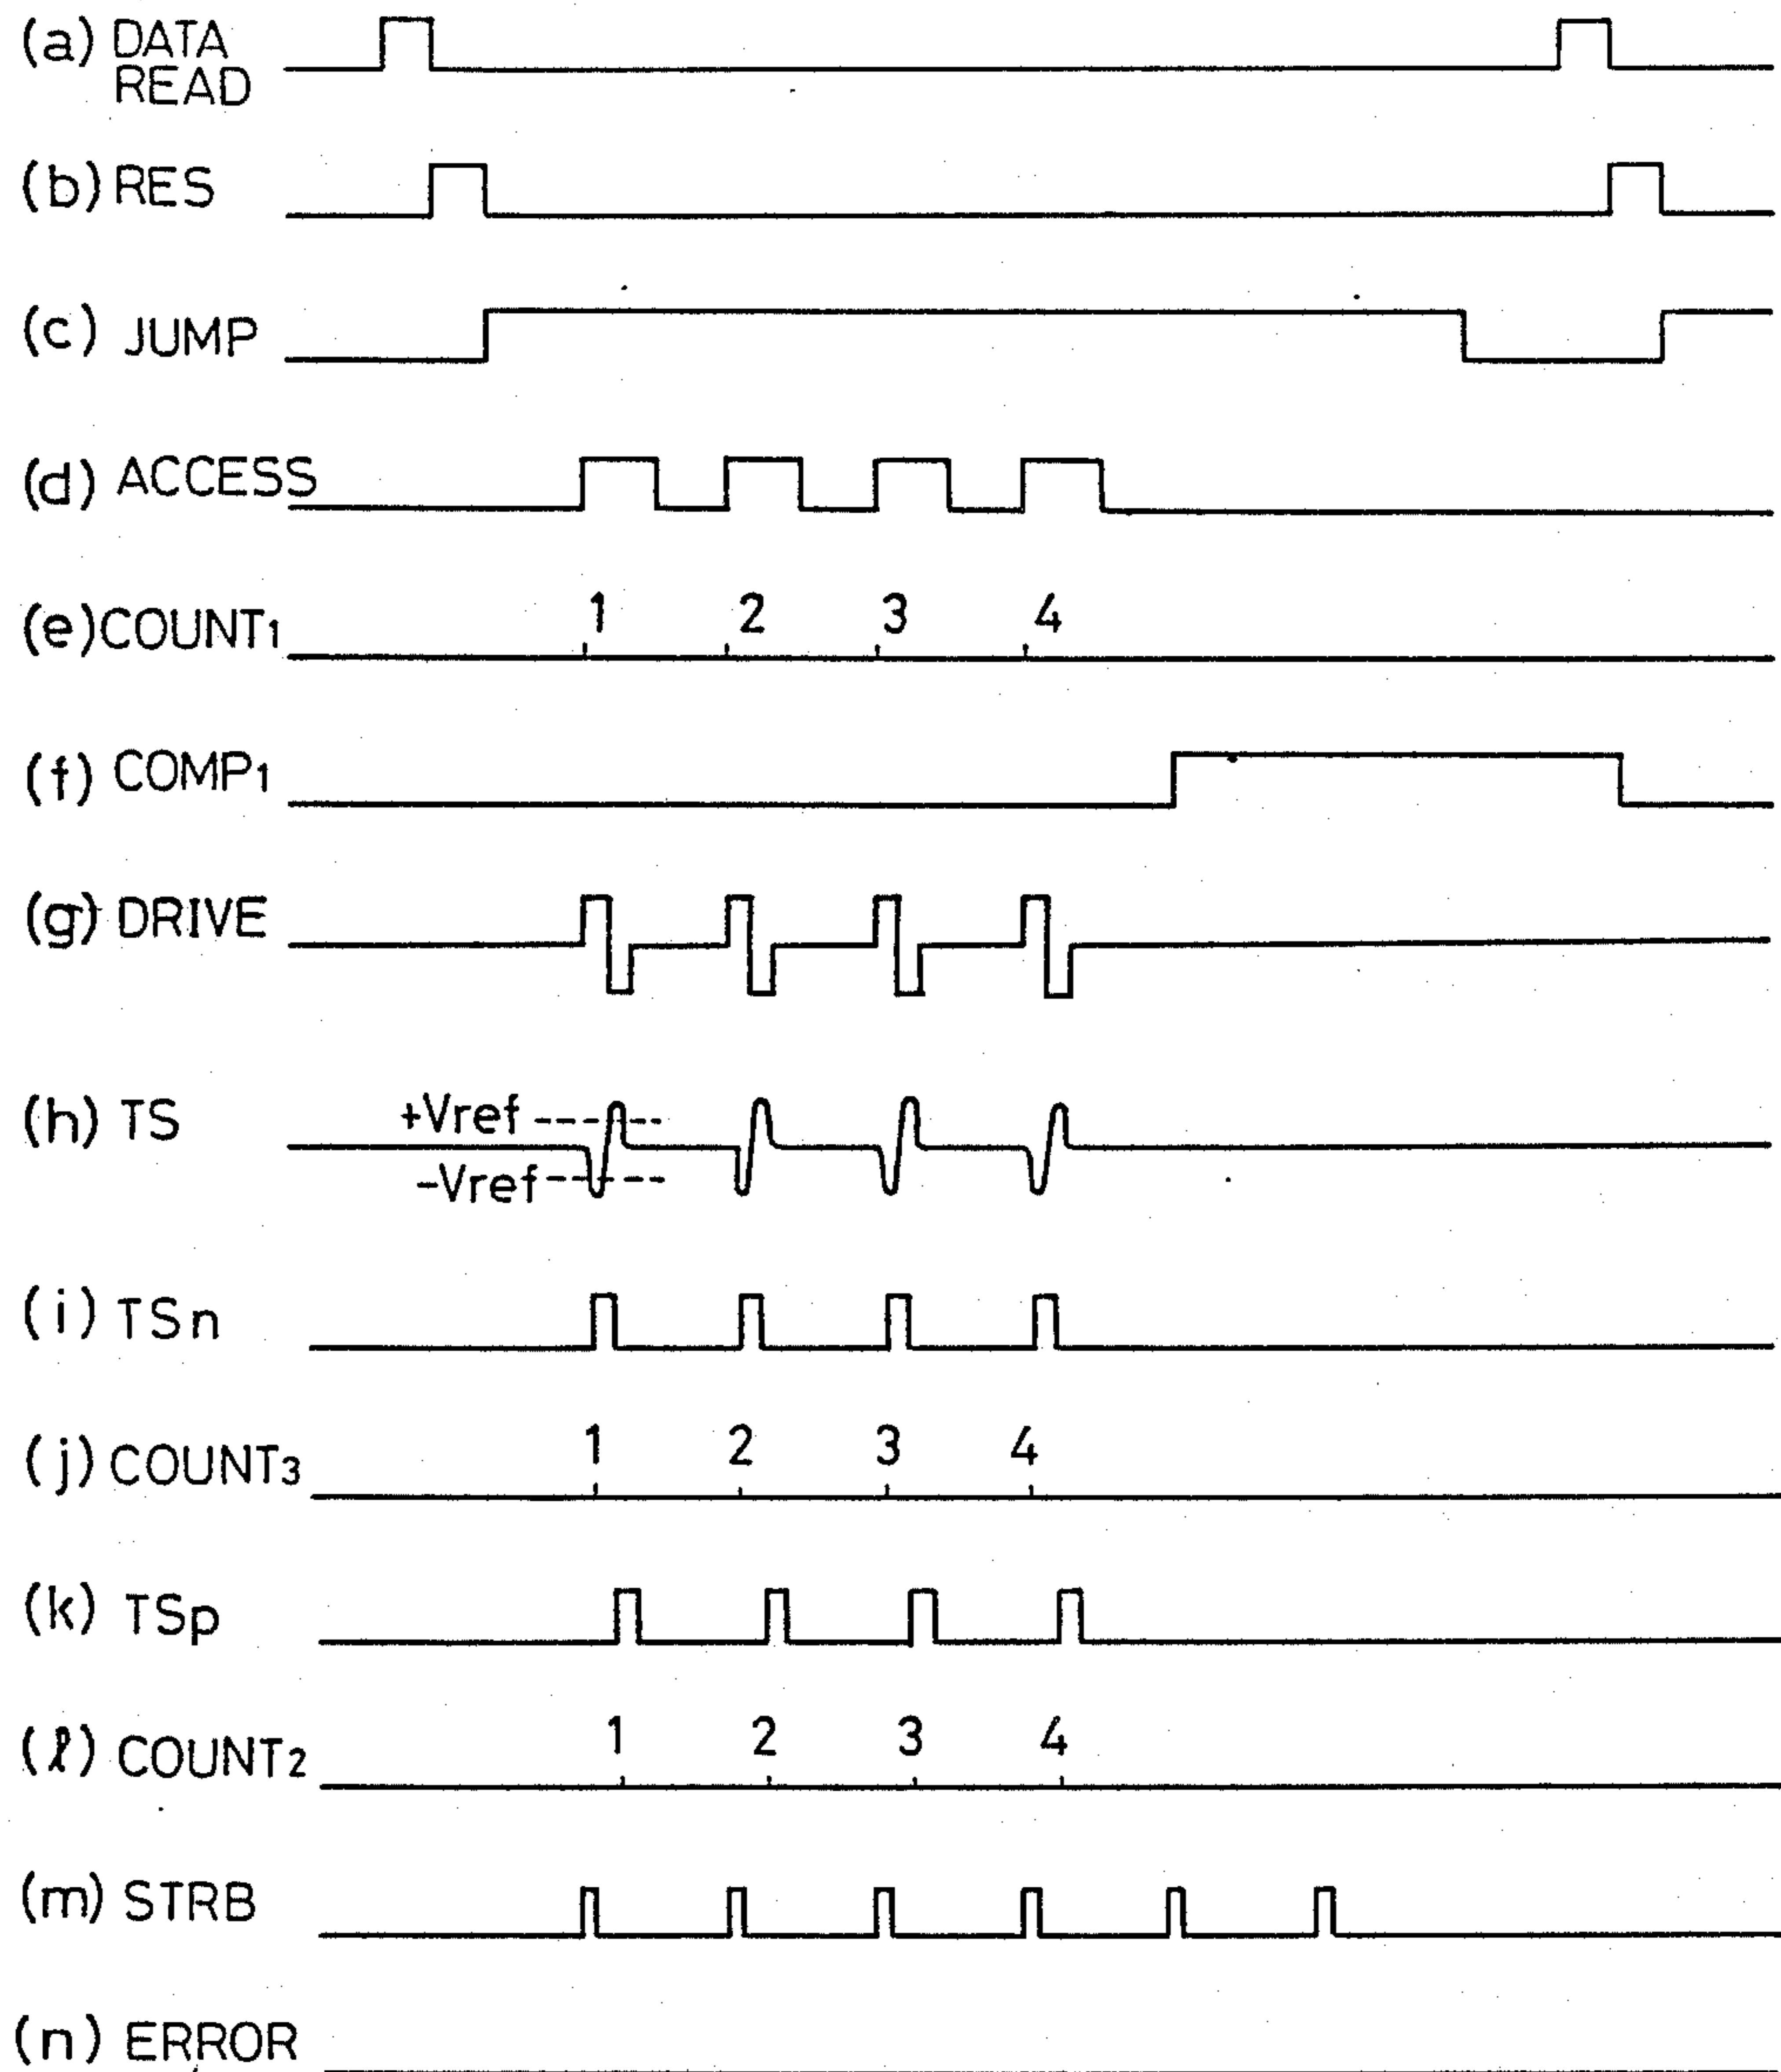 (a) DATA READ
(b) RES
(c) JUMP
(d) ACCESS
(e) COUNT1
1 2 3 4
(f) COMP1
(g) DRIVE
(h) TS
+Vref
-Vref
(i) TSn
(j) COUNT3
1 2 3 4
(k) TSp
(ℓ) COUNT2
1 2 3 4
(m) STRB
(n) ERROR